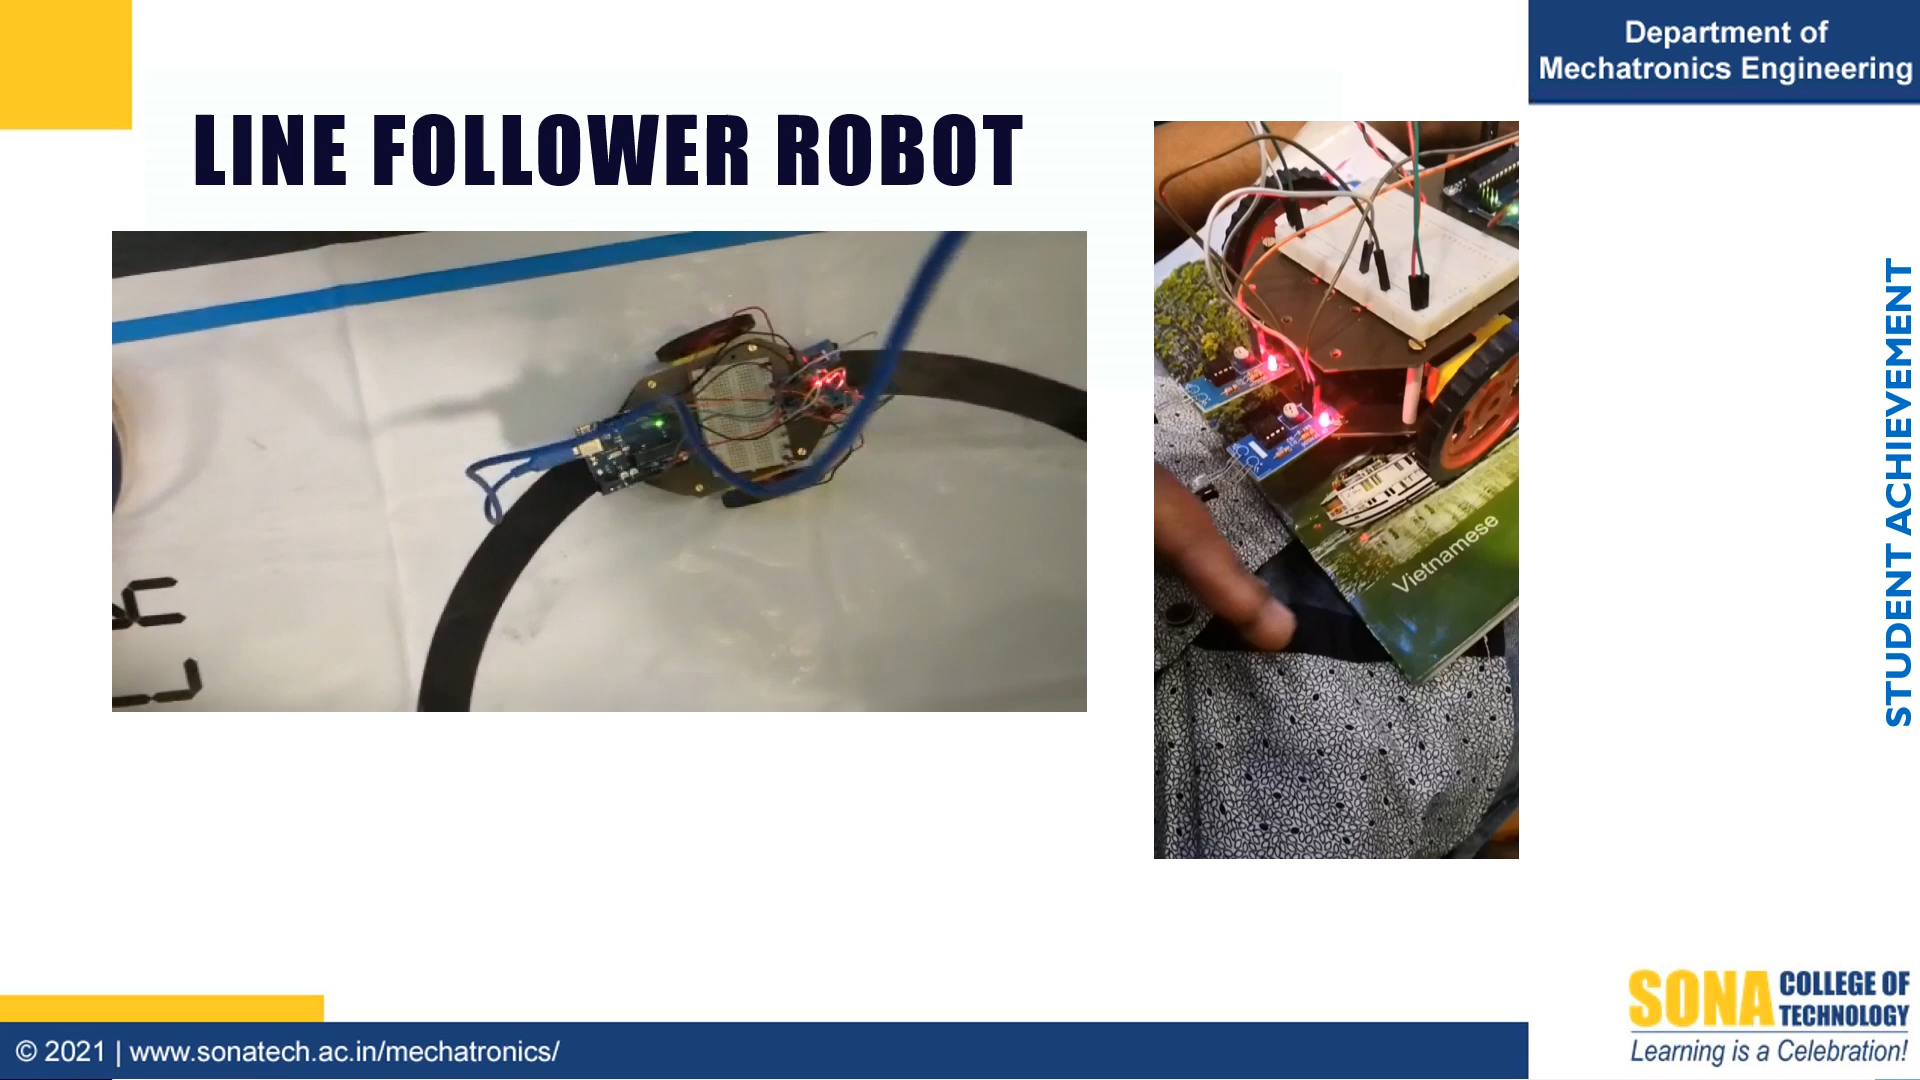 Department of
Mechatronics Engineering
LINE FOLLOWER ROBOT
Vietnamese
STUDENT ACHIEVEMENT
SONA COLLEGE OF
TECHNOLOGY
Learning is a Celebration!
© 2021 | www.sonatech.ac.in/mechatronics/